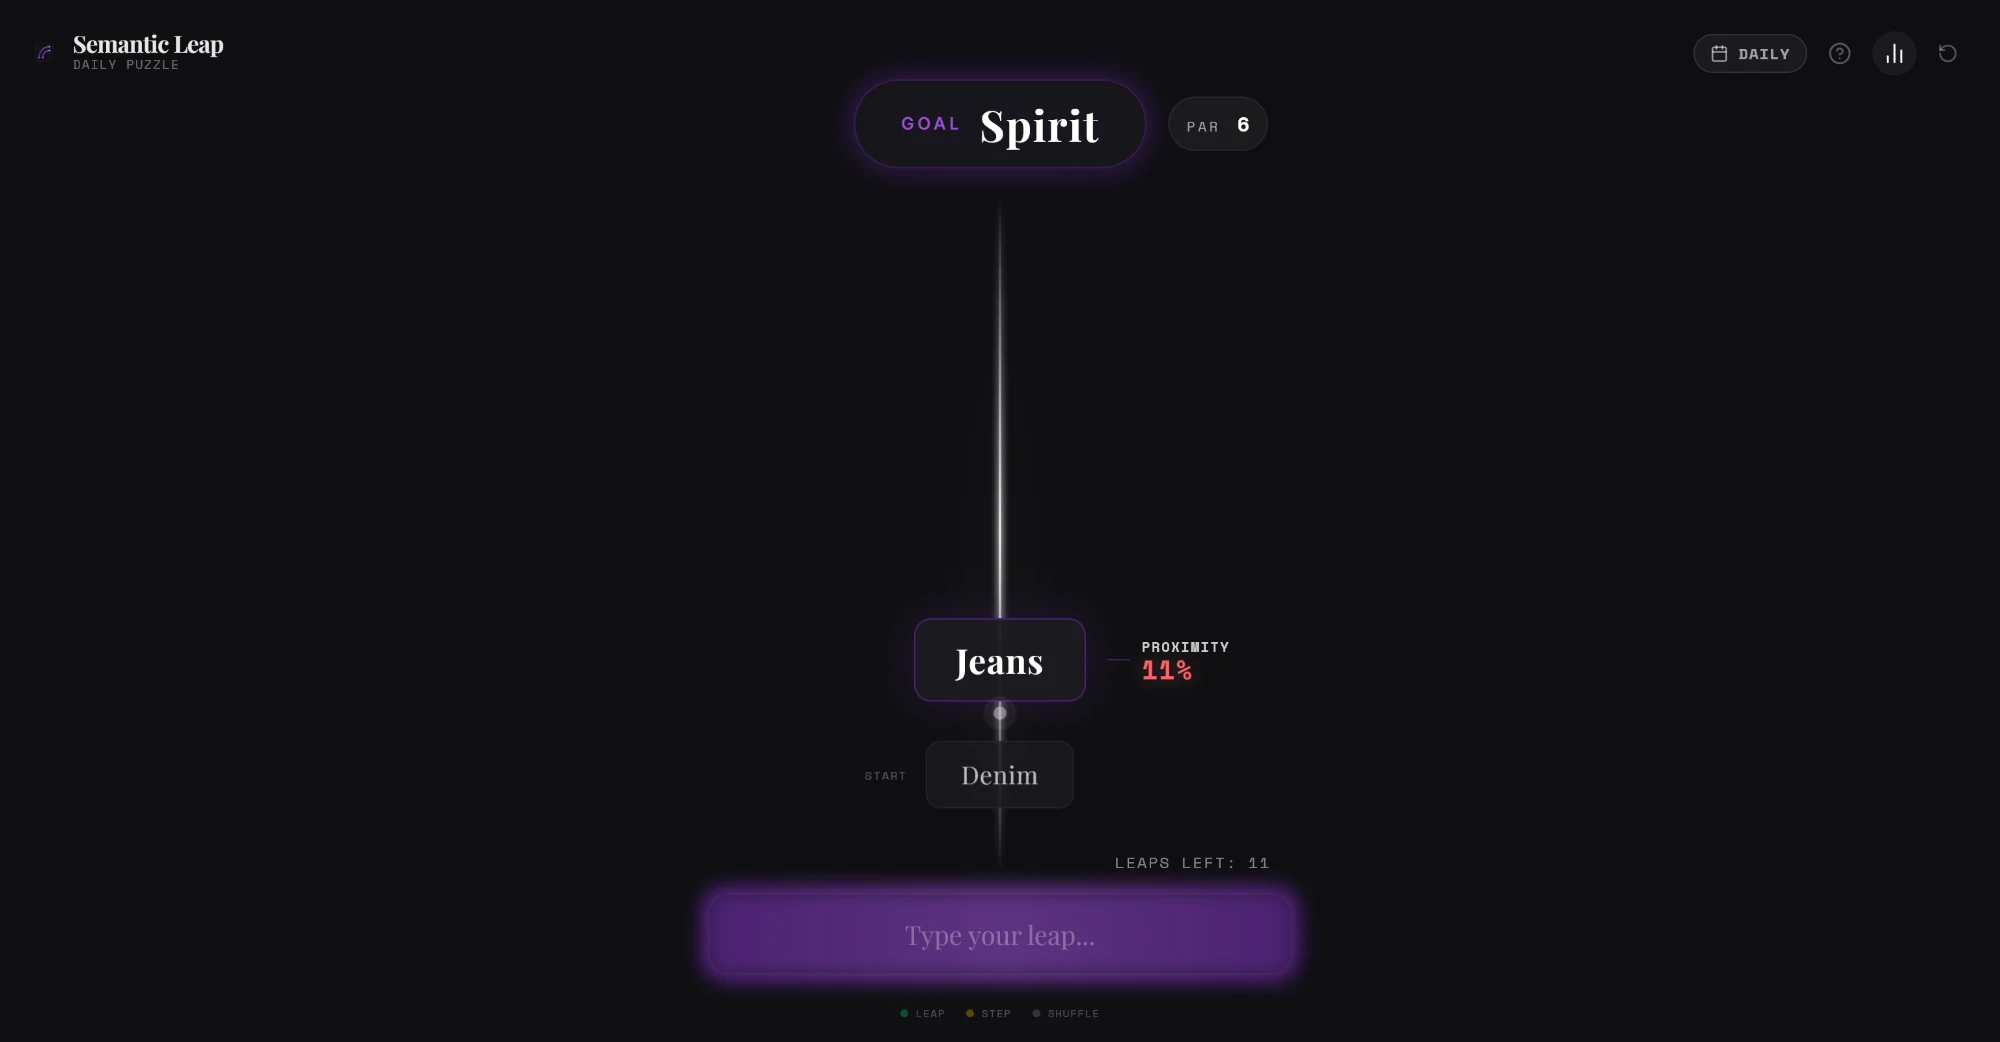 Semantic Leap
DAILY PUZZLE
DAILY
GOAL Spirit
PAR 6
Jeans
PROXIMITY
11%
START
Denim
LEAPS LEFT: 11
Type your leap...
LEAP STEP SHUFFLE